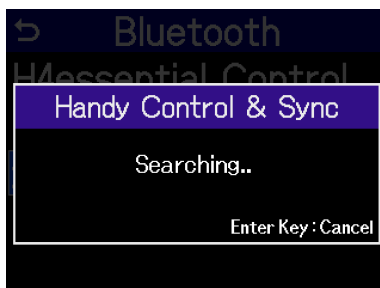 Bluetooth
H4essential Control
Handy Control & Sync
Searching..
Enter Key:Cancel